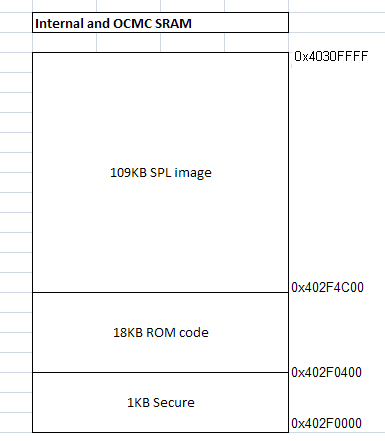 Internal and OCMC SRAM
0x4030FFFF
109KB SPL image
0x402F4C00
18KB ROM code
0x402F0400
1KB Secure
0x402F0000